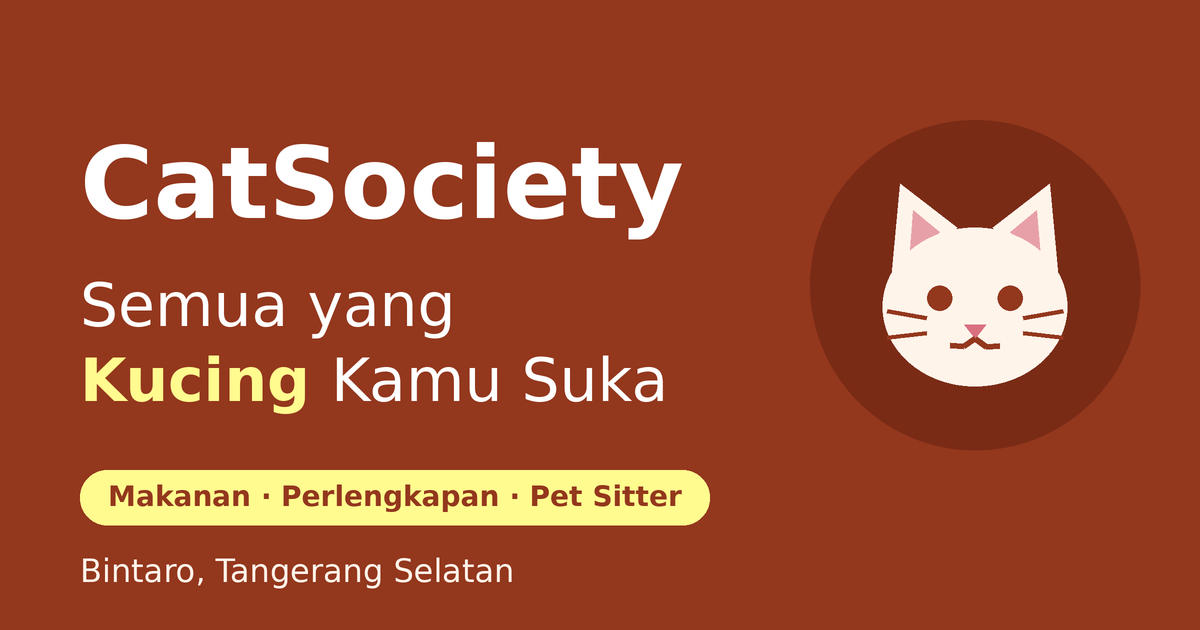 CatSociety
Semua yang
Kucing Kamu Suka
Makanan · Perlengkapan · Pet Sitter
Bintaro, Tangerang Selatan